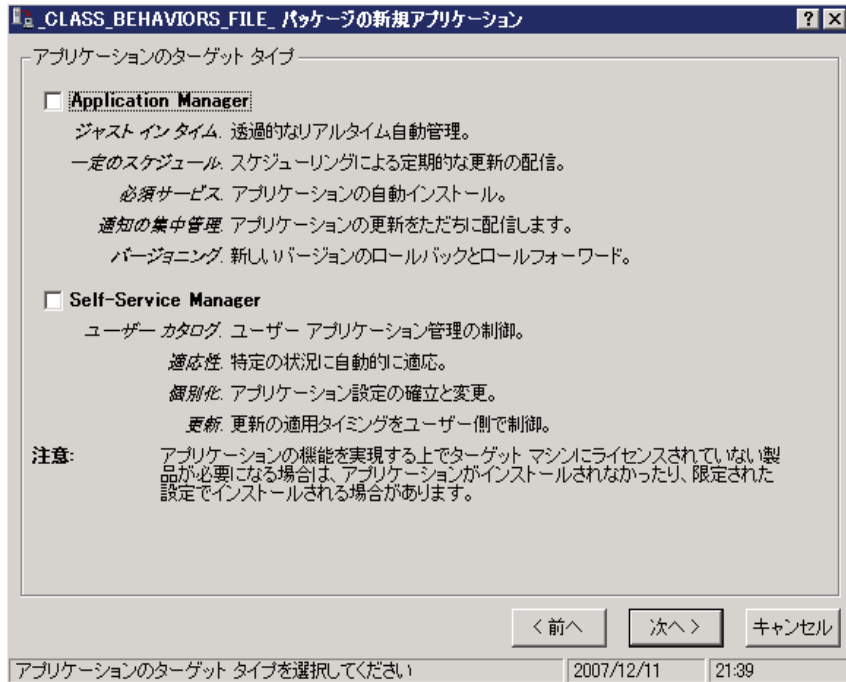 _CLASS_BEHAVIORS_FILE_ パッケージの新規アプリケーション
アプリケーションのターゲット タイプ
Application Manager
ジャスト イン タイム. 透過的なリアルタイム自動管理。
一定のスケジュール. スケジューリングによる定期的な更新の配信。
必須サービス. アプリケーションの自動インストール。
通知の集中管理. アプリケーションの更新をただちに配信します。
バージョニング. 新しいバージョンのロールバックとロールフォーワード。
Self-Service Manager
ユーザー カタログ. ユーザー アプリケーション管理の制御。
適応性. 特定の状況に自動的に適応。
個別化. アプリケーション設定の確立と変更。
更新. 更新の適用タイミングをユーザー側で制御。
注意: アプリケーションの機能を実現する上でターゲット マシンにライセンスされていない製
品が必要になる場合は、アプリケーションがインストールされなかったり、限定された
設定でインストールされる場合があります。
< 前へ 次へ > キャンセル
アプリケーションのターゲット タイプを選択してください 2007/12/11 21:39